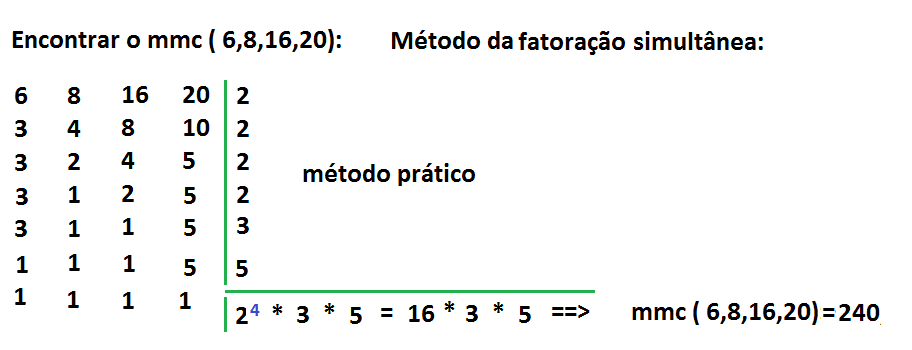 Encontrar o mmc ( 6,8,16,20): Método da fatoração simultânea:
6 8 16 20 2
3 4 8 10 2
3 2 4 5 2
método prático
3 1 2 5 2
3 1 1 5 3
1 1 1 5 5
1 1 1 1
2⁴ * 3 * 5 = 16 * 3 * 5 ==> mmc ( 6,8,16,20) = 240